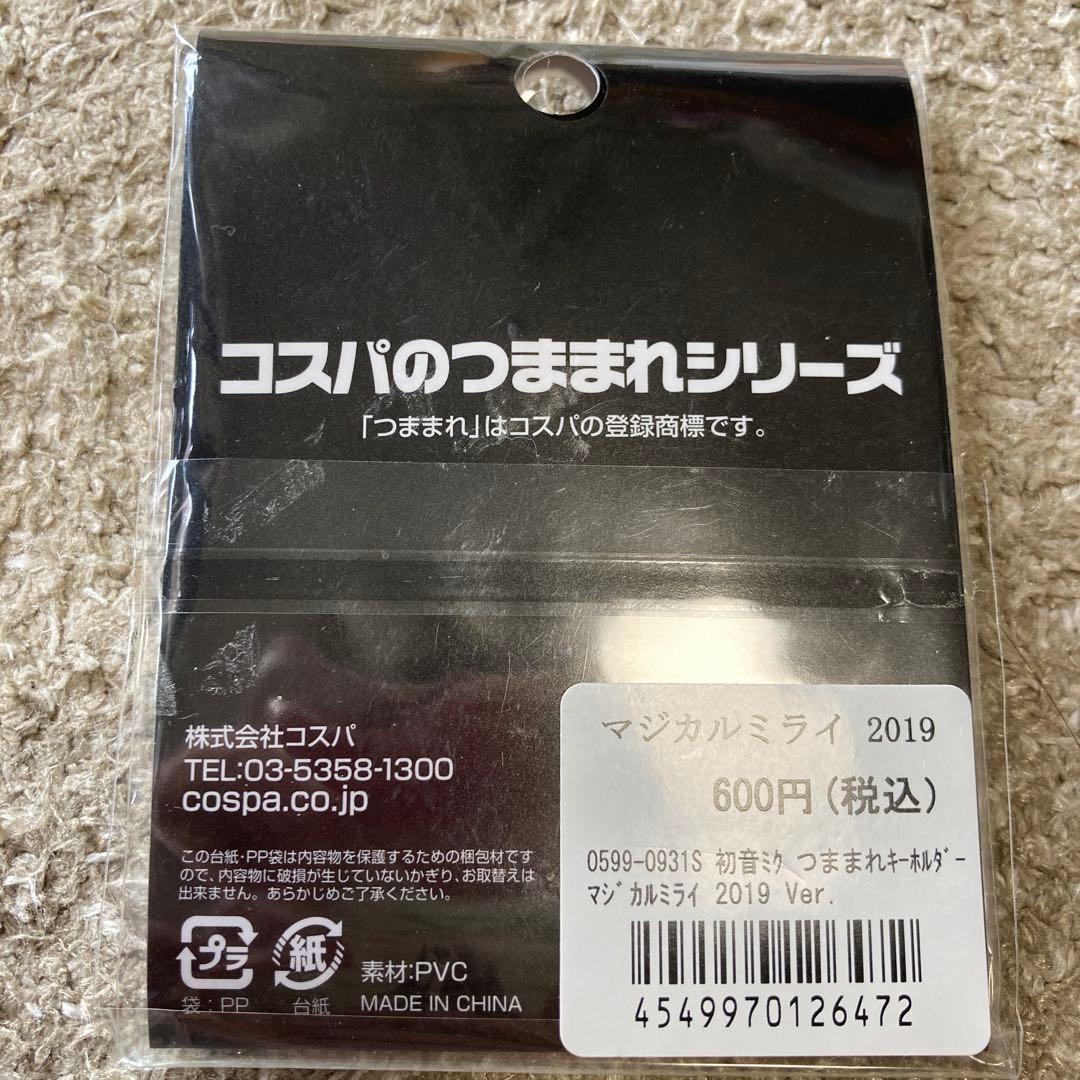 コスパのつままれシリーズ
「つままれ」はコスパの登録商標です。
株式会社コスパ
TEL:03-5358-1300
cospa.co.jp
この台紙・PP袋は内容物を保護するための梱包材ですので、
内容物に破損が生じていないかぎり、お取替えは
出来ません。あらかじめご了承ください。
プラ
紙
袋：PP
台紙
素材:PVC
MADE IN CHINA
マジカルミライ 2019
600円(税込)
0599-0931S 初音ﾐｸ つままれｷｰﾎﾙﾀﾞｰ
ﾏｼﾞｶﾙﾐﾗｲ 2019 Ver.
4549970126472